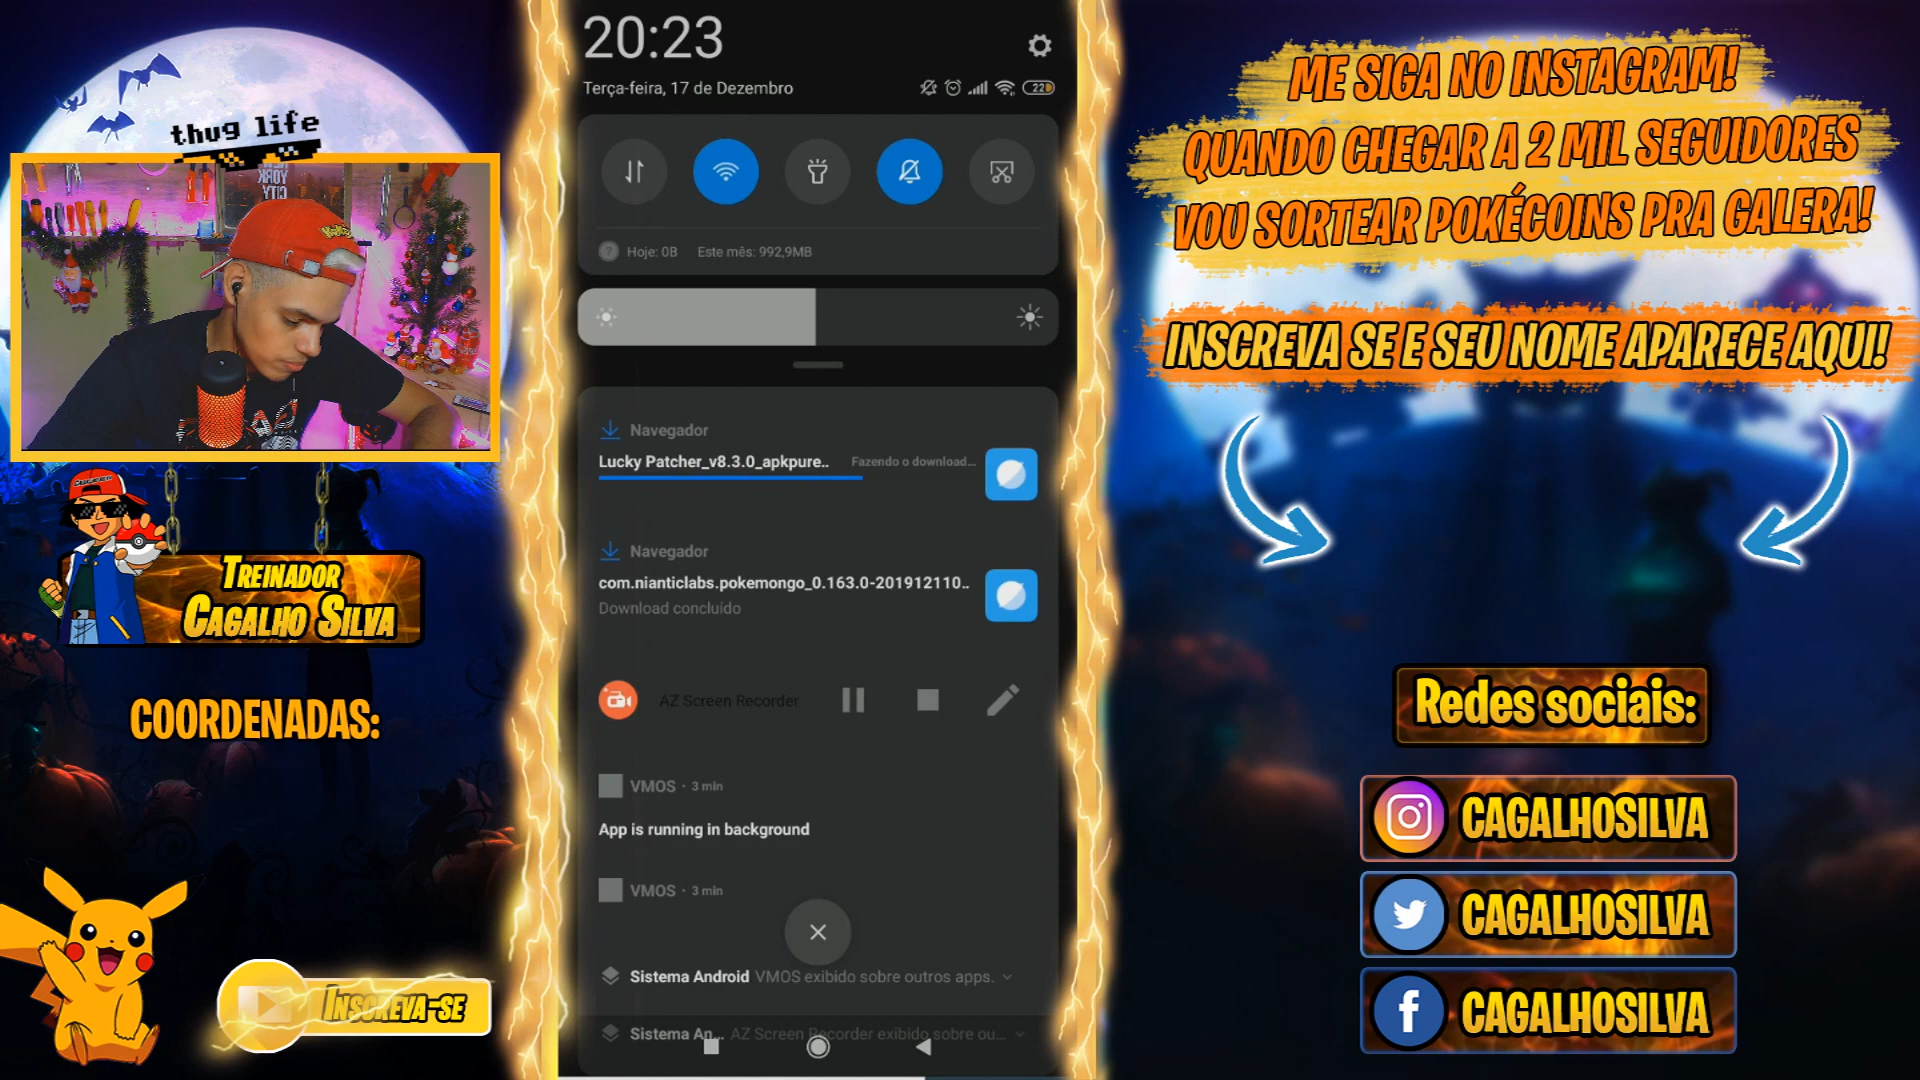 thug life
YORK
CITY
TREINADOR
CAGALHO SILVA
COORDENADAS:
INSCREVA-SE
20:23
Terça-feira, 17 de Dezembro
22
Hoje: 0B Este mês: 992,9MB
Navegador
Lucky Patcher_v8.3.0_apkpure.. Fazendo o download...
Navegador
com.nianticlabs.pokemongo_0.163.0-201912110..
Download concluído
AZ Screen Recorder
VMOS · 3 min
App is running in background
VMOS · 3 min
Sistema Android VMOS exibido sobre outros apps.
Sistema An... AZ Screen Recorder exibido sobre ou...
ME SIGA NO INSTAGRAM!
QUANDO CHEGAR A 2 MIL SEGUIDORES
VOU SORTEAR POKÉCOINS PRA GALERA!
INSCREVA SE E SEU NOME APARECE AQUI!
Redes sociais:
CAGALHOSILVA
CAGALHOSILVA
CAGALHOSILVA